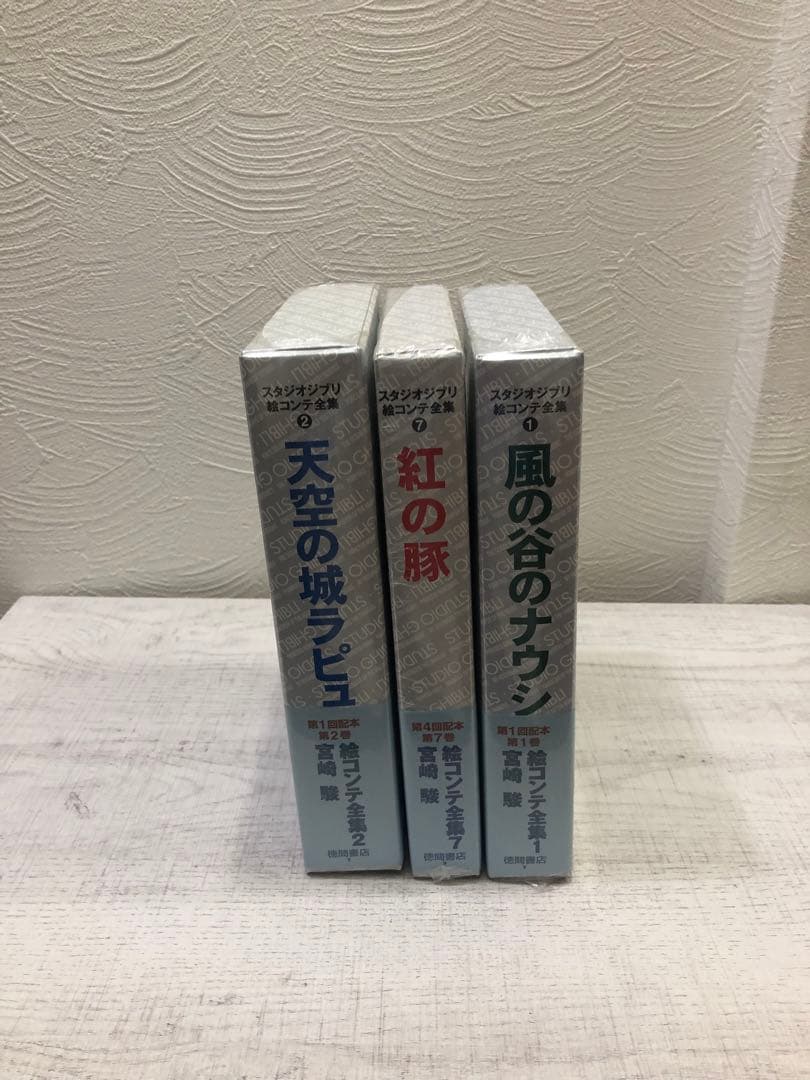 スタジオジブリ
絵コンテ全集
2
天空の城ラピュ
第1回配本
第2巻
絵コンテ全集2
宮崎 駿
徳間書店
スタジオジブリ
絵コンテ全集
7
紅の豚
第4回配本
第7巻
絵コンテ全集7
宮崎 駿
徳間書店
スタジオジブリ
絵コンテ全集
1
風の谷のナウシ
第1回配本
第1巻
絵コンテ全集1
宮崎 駿
徳間書店
STUDIO GHIBLI